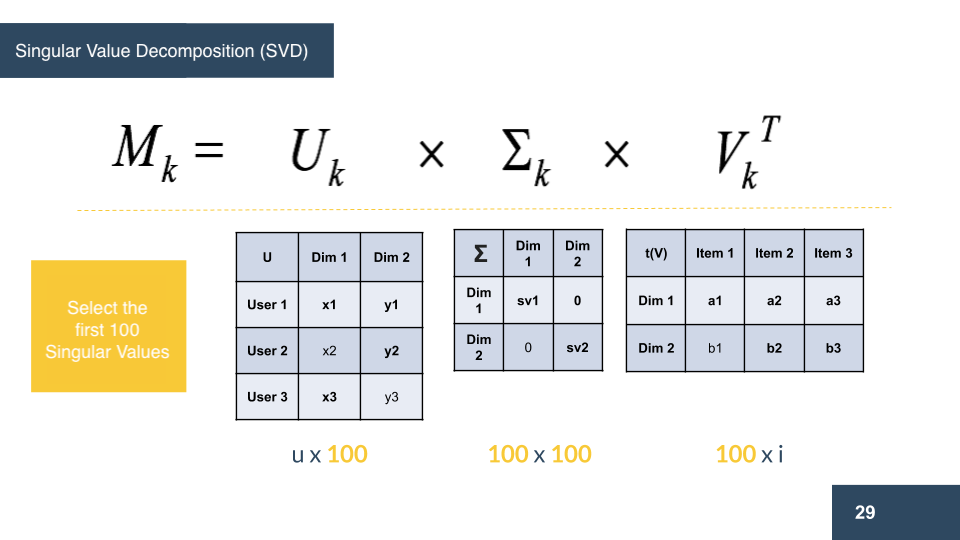 Singular Value Decomposition (SVD)
M_k = U_k × Σ_k × V_k^T
Select the
first 100
Singular Values
U Dim 1 Dim 2
User 1 x1 y1
User 2 x2 y2
User 3 x3 y3
u x 100
Σ Dim 1 Dim 2
Dim 1 sv1 0
Dim 2 0 sv2
100 x 100
t(V) Item 1 Item 2 Item 3
Dim 1 a1 a2 a3
Dim 2 b1 b2 b3
100 x i
29